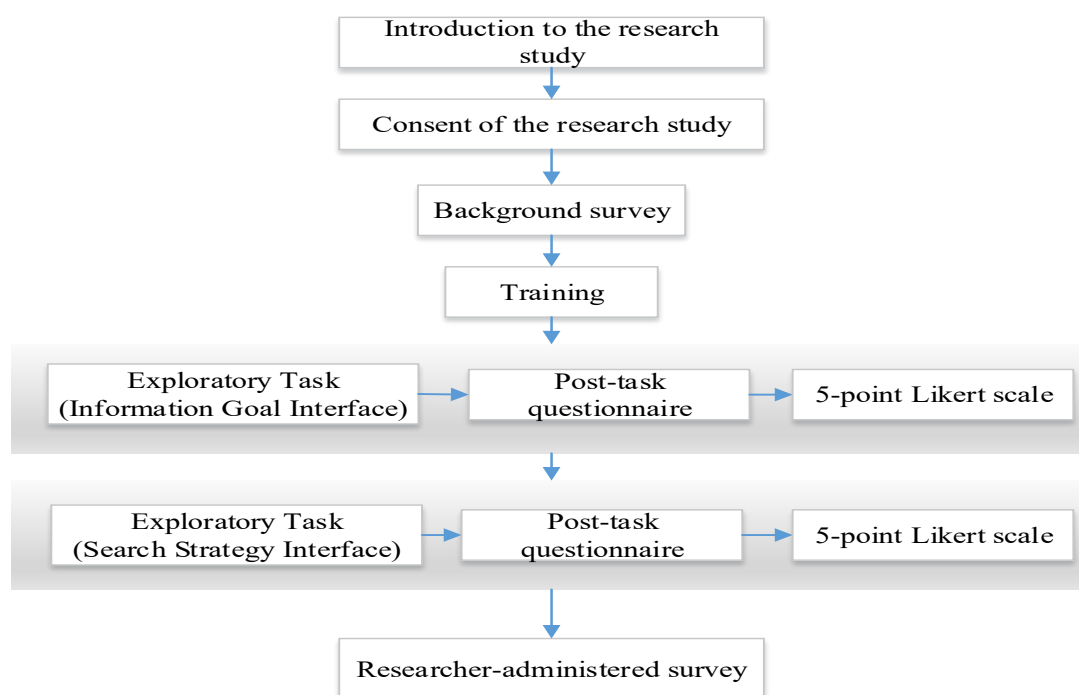 Introduction to the research
study
Consent of the research study
Background survey
Training
Exploratory Task
(Information Goal Interface)
Post-task
questionnaire
5-point Likert scale
Exploratory Task
(Search Strategy Interface)
Post-task
questionnaire
5-point Likert scale
Researcher-administered survey